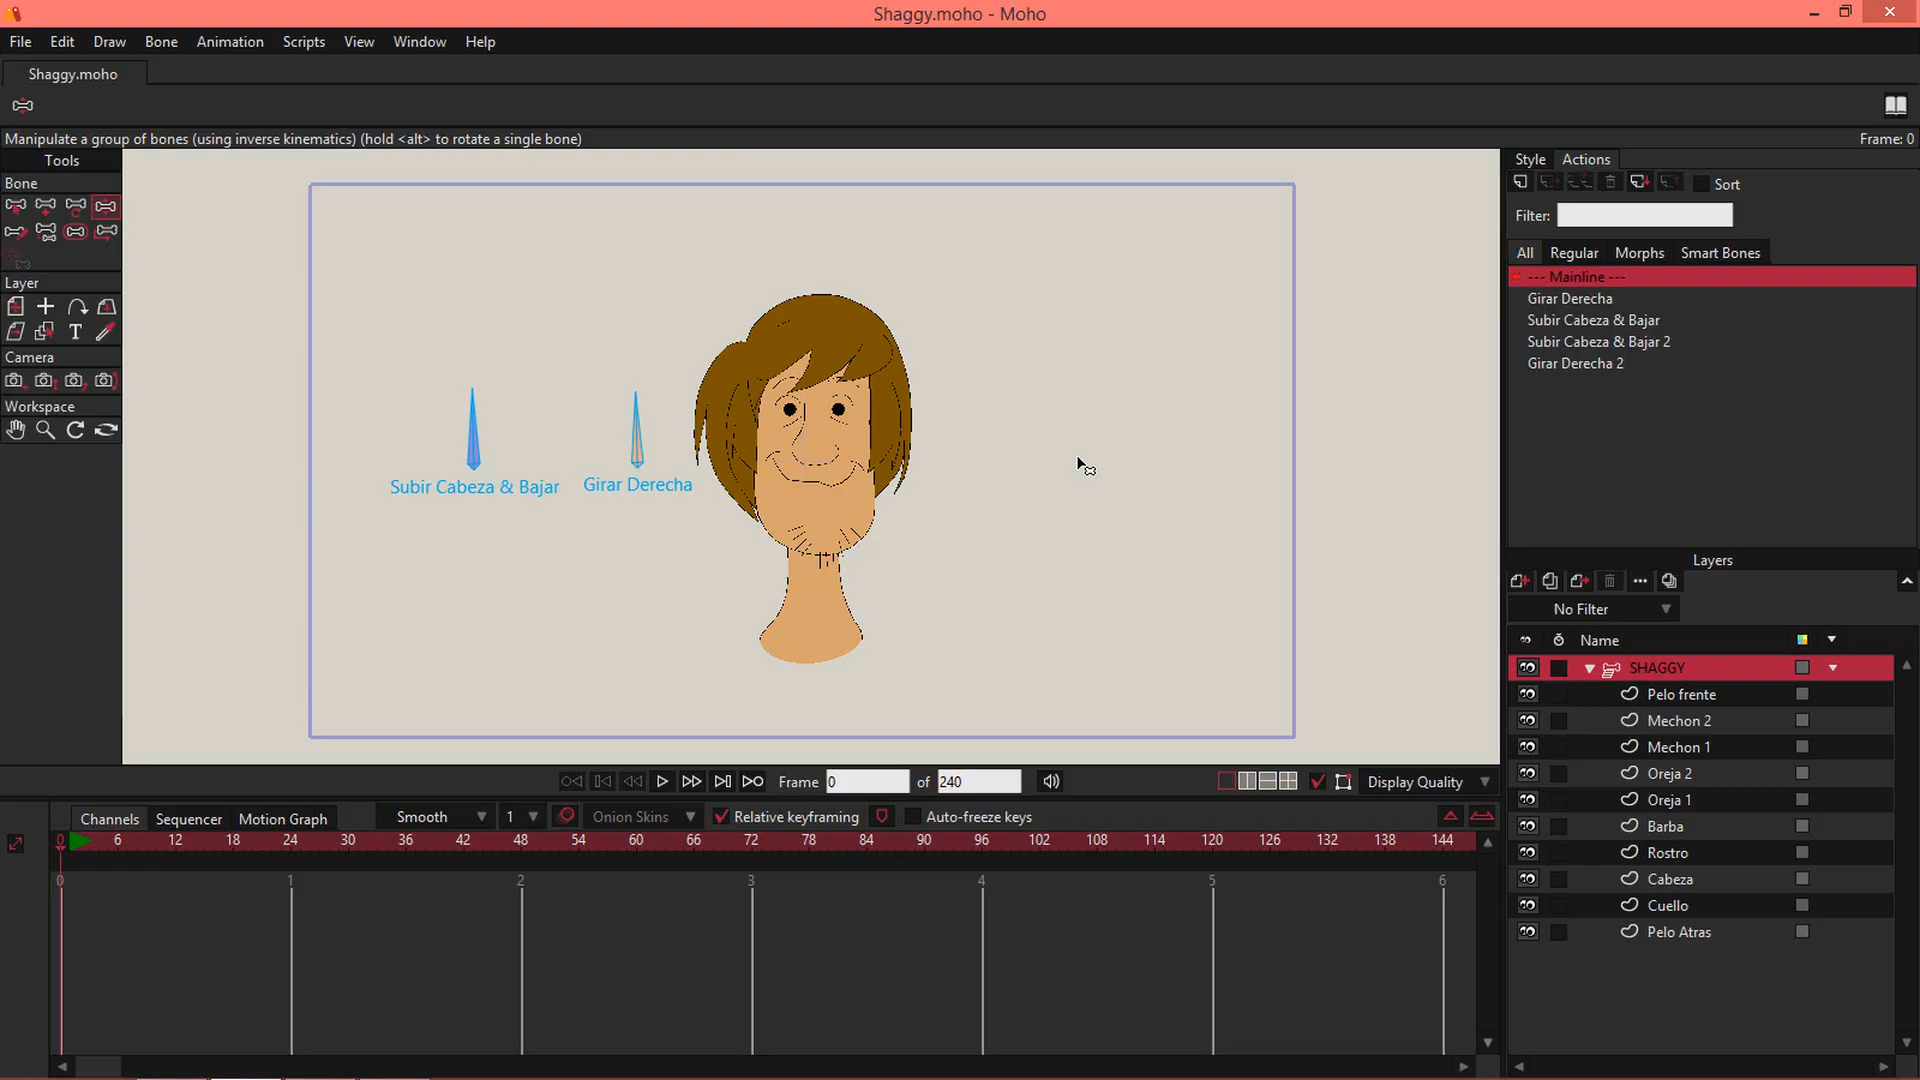 Shaggy.moho - Moho
File Edit Draw Bone Animation Scripts View Window Help
Shaggy.moho
Manipulate a group of bones (using inverse kinematics) (hold <alt> to rotate a single bone)
Frame: 0
Tools
Bone
Layer
T
Camera
Workspace
Subir Cabeza & Bajar
Girar Derecha
Style Actions
Sort
Filter:
All Regular Morphs Smart Bones
--- Mainline ---
Girar Derecha
Subir Cabeza & Bajar
Subir Cabeza & Bajar 2
Girar Derecha 2
Layers
No Filter
Name
SHAGGY
Pelo frente
Mechon 2
Mechon 1
Oreja 2
Oreja 1
Barba
Rostro
Cabeza
Cuello
Pelo Atras
Frame 0 of 240
Display Quality
Channels Sequencer Motion Graph
Smooth 1 Onion Skins Relative keyframing Auto-freeze keys
0 6 12 18 24 30 36 42 48 54 60 66 72 78 84 90 96 102 108 114 120 126 132 138 144
0 1 2 3 4 5 6